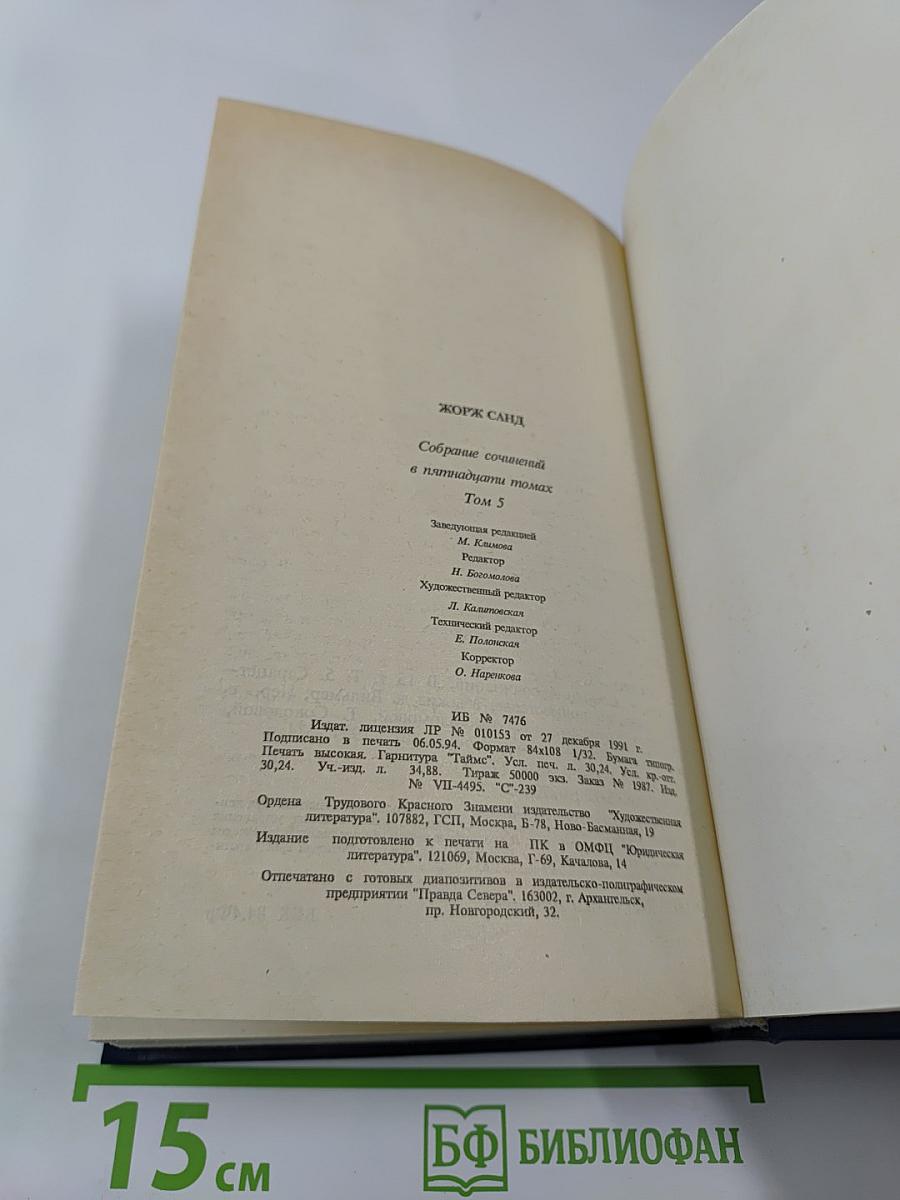 ЖОРЖ САНД
Собрание сочинений
в пятнадцати томах
Том 5
Заведующая редакцией
М. Климова
Редактор
Н. Богомолова
Художественный редактор
Л. Калитовская
Технический редактор
Е. Полонская
Корректор
О. Наренкова
ИБ № 7476
Издат. лицензия ЛР № 010153 от 27 декабря 1991 г.
Подписано в печать 06.05.94. Формат 84x108 1/32. Бумага типогр.
Печать высокая. Гарнитура "Таймс". Усл. печ. л. 30,24. Усл. кр.-отт.
30,24. Уч.-изд. л. 34,88. Тираж 50000 экз. Заказ № 1987. Изд.
№ VII-4495. "С"-239
Ордена Трудового Красного Знамени издательство "Художественная
литература". 107882, ГСП, Москва, Б-78, Ново-Басманная, 19
Издание подготовлено к печати на ПК в ОМФЦ "Юридическая
литература". 121069, Москва, Г-69, Качалова, 14
Отпечатано с готовых диапозитивов в издательско-полиграфическом
предприятии "Правда Севера". 163002, г. Архангельск,
пр. Новгородский, 32.
15 см
БФ БИБЛИОФАН